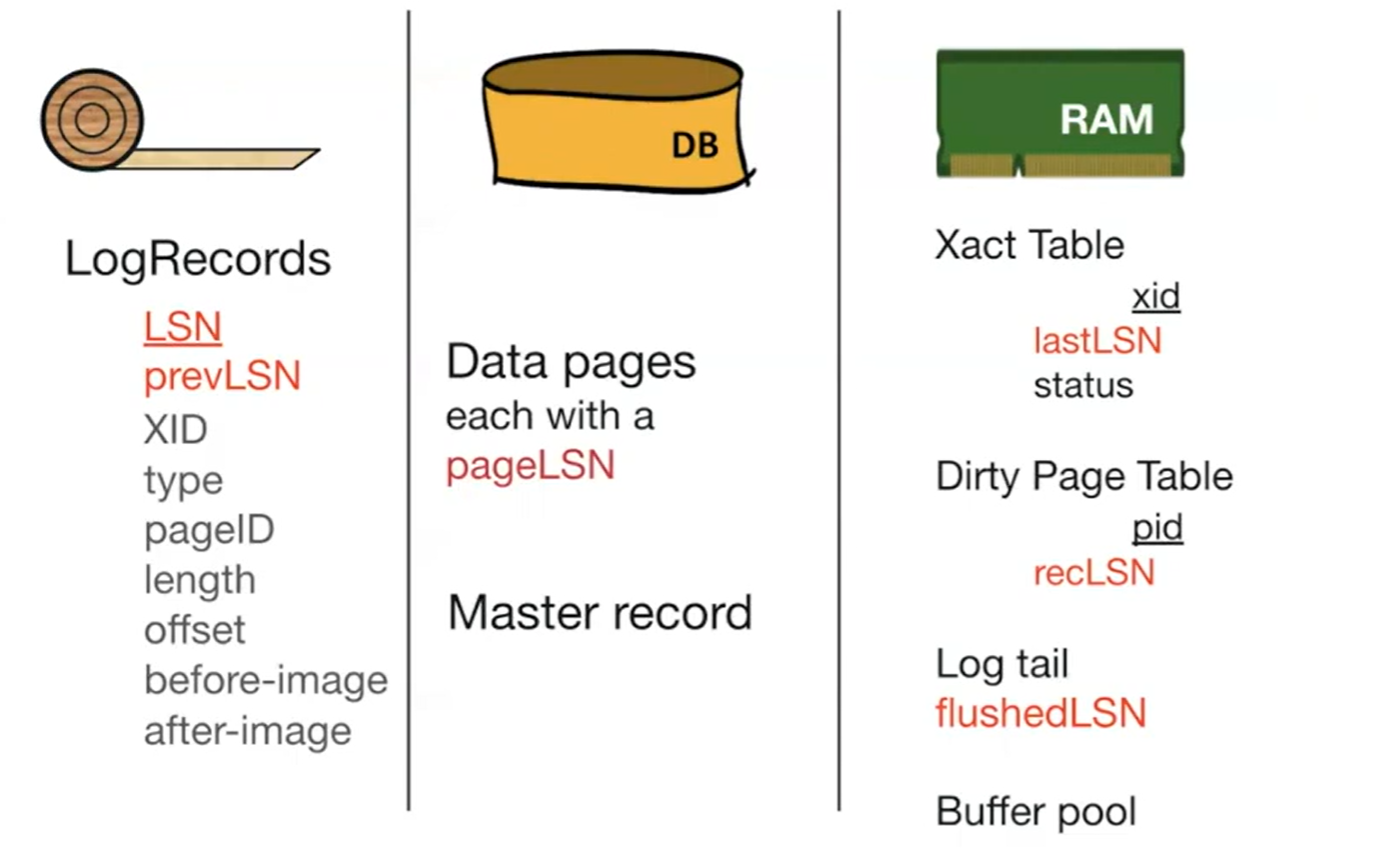 LogRecords
LSN
prevLSN
XID
type
pageID
length
offset
before-image
after-image
DB
Data pages
each with a
pageLSN
Master record
RAM
Xact Table
xid
lastLSN
status
Dirty Page Table
pid
recLSN
Log tail
flushedLSN
Buffer pool